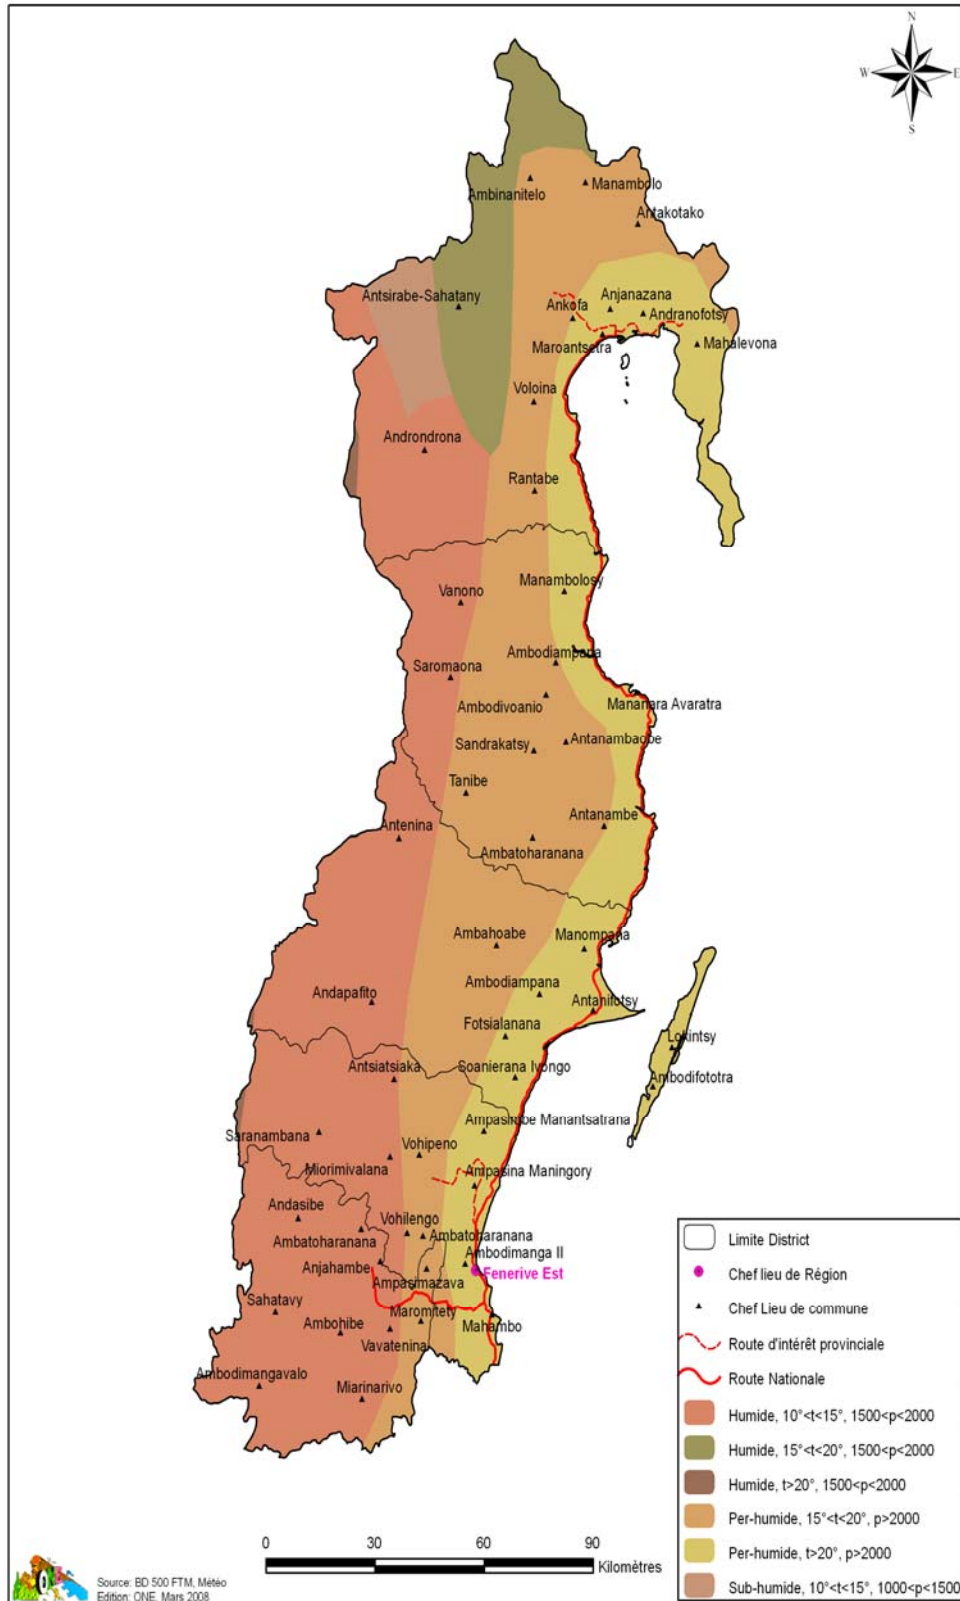 N
W
E
S
Ambinanitelo
Manambolo
Antakotako
Antsirabe-Sahatany
Ankofa
Anjanazana
Andranofotsy
Maroantsetra
Mahalevona
Voloina
Androndrona
Rantabe
Manambolosy
Vanono
Ambodiampana
Saromaona
Ambodivoanio
Mananara Avaratra
Sandrakatsy
Antanambaobe
Tanibe
Antenina
Antanambe
Ambatoharanana
Ambahoabe
Manompana
Ambodiampana
Andapafito
Antanifotsy
Fotsialanana
Lokintsy
Antsiatsiaka
Soanierana Ivongo
Ambodifototra
Saranambana
Ampasimbe Manantsatrana
Vohipeno
Miorimivalana
Ampasina Maningory
Andasibe
Vohilengo
Ambatoharanana
Ambatoharanana
Ambodimanga II
Anjahambe
Fenerive Est
Ampasimazava
Sahatavy
Maromitety
Mahambo
Ambohibe
Vavatenina
Ambodimangavalo
Miarinarivo
Limite District
Chef lieu de Région
Chef Lieu de commune
Route d'intérêt provinciale
Route Nationale
Humide, 10°<t<15°, 1500<p<2000
Humide, 15°<t<20°, 1500<p<2000
Humide, t>20°, 1500<p<2000
Per-humide, 15°<t<20°, p>2000
Per-humide, t>20°, p>2000
Sub-humide, 10°<t<15°, 1000<p<1500
0 30 60 90
Kilomètres
Source: BD 500 FTM, Météo
Edition: ONE, Mars 2008